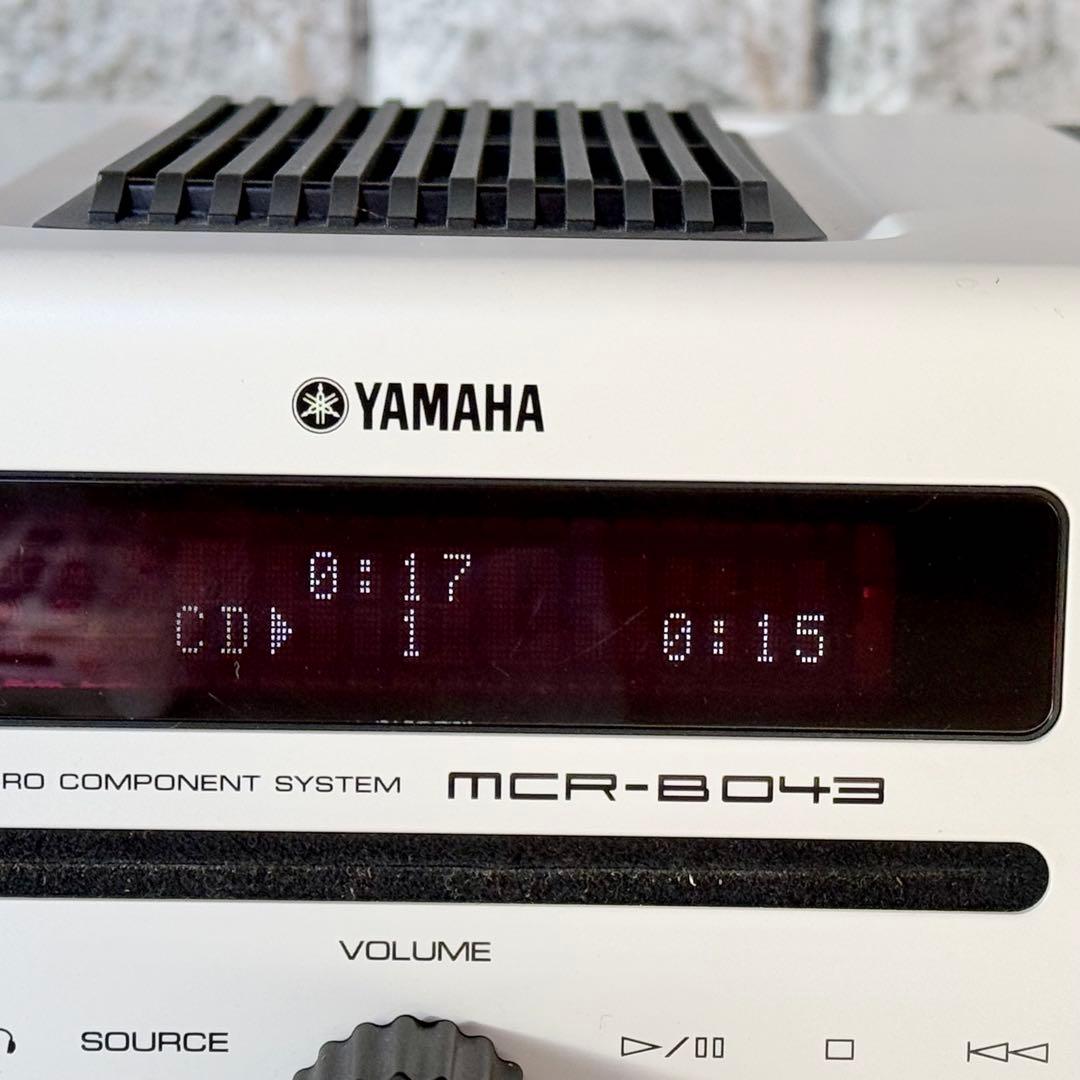 YAMAHA
0:17
CD 1 0:15
RO COMPONENT SYSTEM MCR-B043
VOLUME
SOURCE